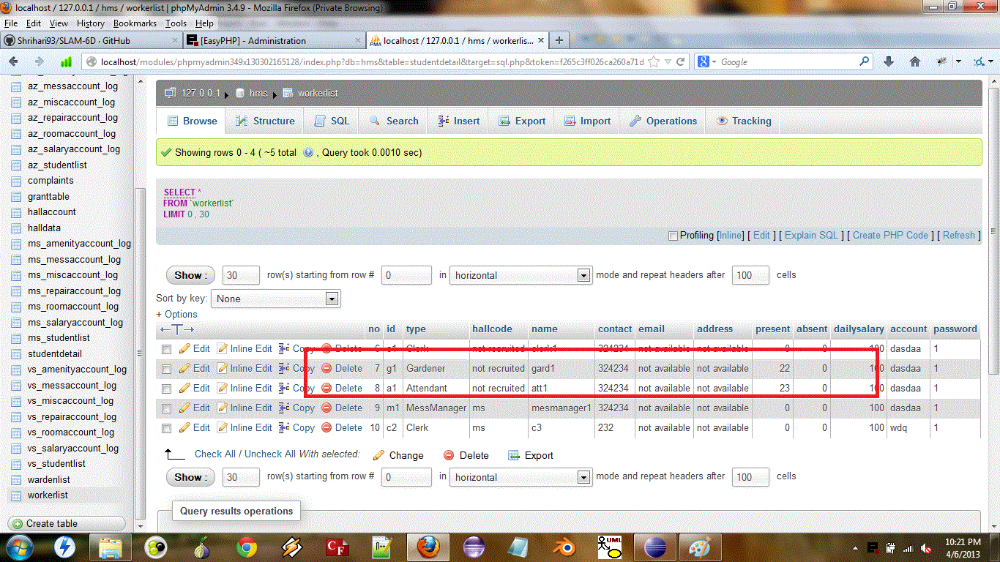 localhost / 127.0.0.1 / hms / workerlist | phpMyAdmin 3.4.9 - Mozilla Firefox (Private Browsing)
File Edit View History Bookmarks Tools Help
Shrihari93/SLAM-6D · GitHub
[EasyPHP] - Administration
localhost / 127.0.0.1 / hms / workerlis...
localhost/modules/phpmyadmin349x130302165128/index.php?db=hms&table=studentdetail&target=sql.php&token=f265c3ff026ca260a71d
Google
az_messaccount_log
az_miscaccount_log
az_repairaccount_log
az_roomaccount_log
az_salaryaccount_log
az_studentlist
complaints
granttable
hallaccount
halldata
ms_amenityaccount_log
ms_messaccount_log
ms_miscaccount_log
ms_repairaccount_log
ms_roomaccount_log
ms_salaryaccount_log
ms_studentlist
studentdetail
vs_amenityaccount_log
vs_messaccount_log
vs_miscaccount_log
vs_repairaccount_log
vs_roomaccount_log
vs_salaryaccount_log
vs_studentlist
wardenlist
workerlist
Create table
127.0.0.1 hms workerlist
Browse Structure SQL Search Insert Export Import Operations Tracking
Showing rows 0 - 4 ( ~5 total , Query took 0.0010 sec)
SELECT *
FROM `workerlist`
LIMIT 0 , 30
Profiling [Inline] [ Edit ] [ Explain SQL ] [ Create PHP Code ] [ Refresh ]
Show : 30 row(s) starting from row # 0 in horizontal mode and repeat headers after 100 cells
Sort by key: None
+ Options
no id type hallcode name contact email address present absent dailysalary account password
Edit Inline Edit Copy Delete 6 c1 Clerk not recruited clerk1 324234 not available not available 0 0 100 dasdaa 1
Edit Inline Edit Copy Delete 7 g1 Gardener not recruited gard1 324234 not available not available 22 0 100 dasdaa 1
Edit Inline Edit Copy Delete 8 a1 Attendant not recruited att1 324234 not available not available 23 0 100 dasdaa 1
Edit Inline Edit Copy Delete 9 m1 MessManager ms mesmanager1 324234 not available not available 0 0 100 dasdaa 1
Edit Inline Edit Copy Delete 10 c2 Clerk ms c3 232 not available not available 0 0 100 wdq 1
Check All / Uncheck All With selected: Change Delete Export
Show : 30 row(s) starting from row # 0 in horizontal mode and repeat headers after 100 cells
Query results operations
CF
UML
10:21 PM
4/6/2013